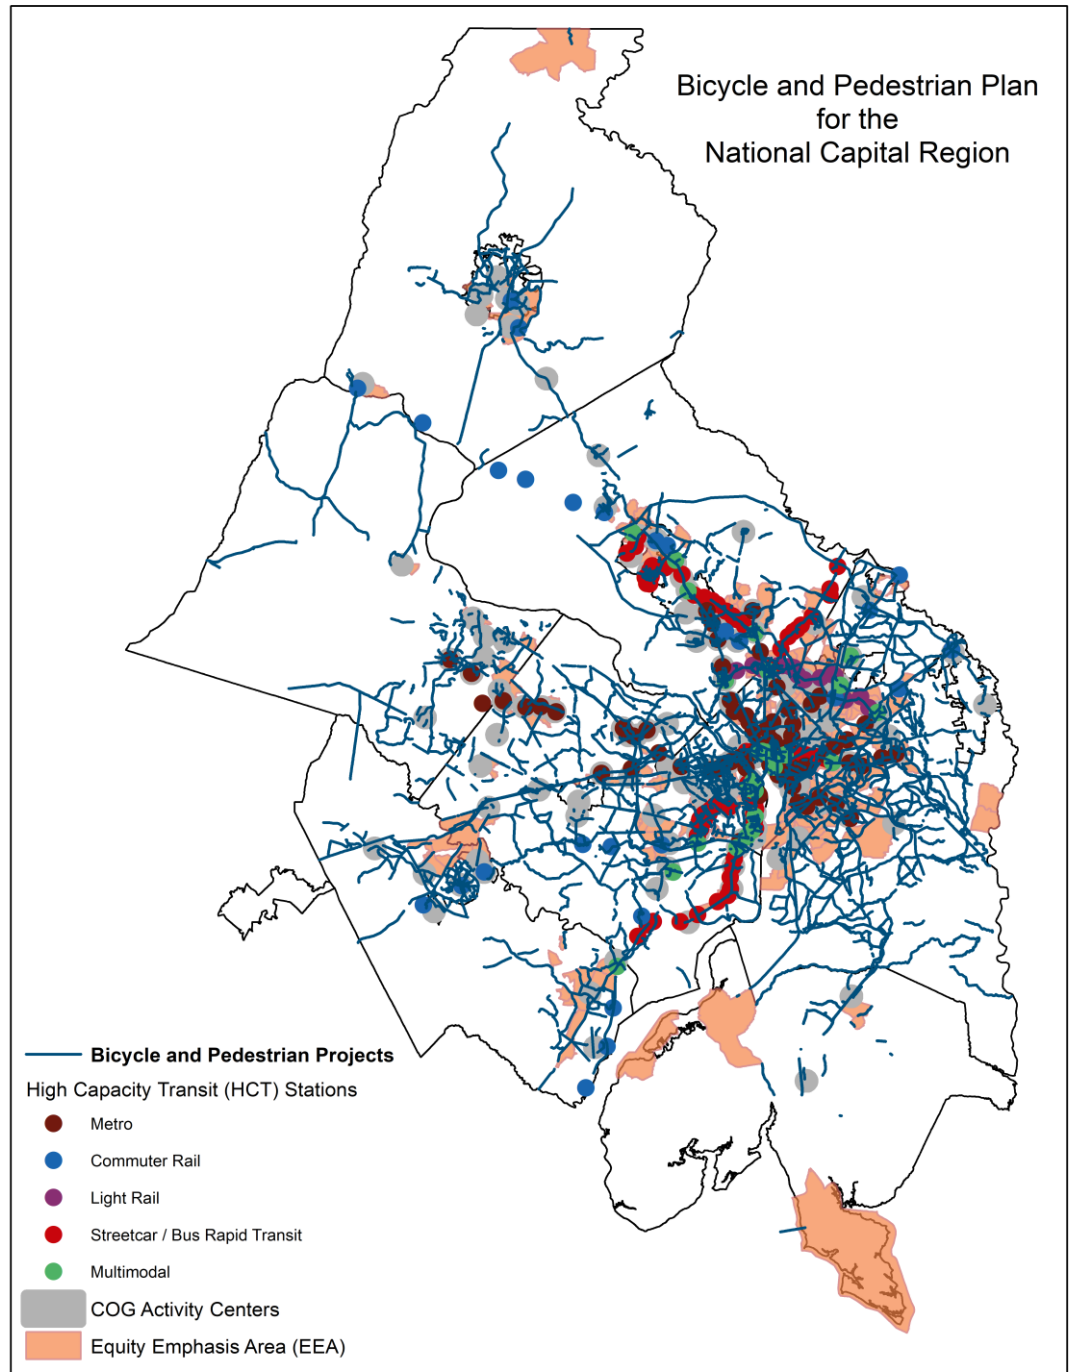 Bicycle and Pedestrian Plan
for the
National Capital Region
Bicycle and Pedestrian Projects
High Capacity Transit (HCT) Stations
Metro
Commuter Rail
Light Rail
Streetcar / Bus Rapid Transit
Multimodal
COG Activity Centers
Equity Emphasis Area (EEA)